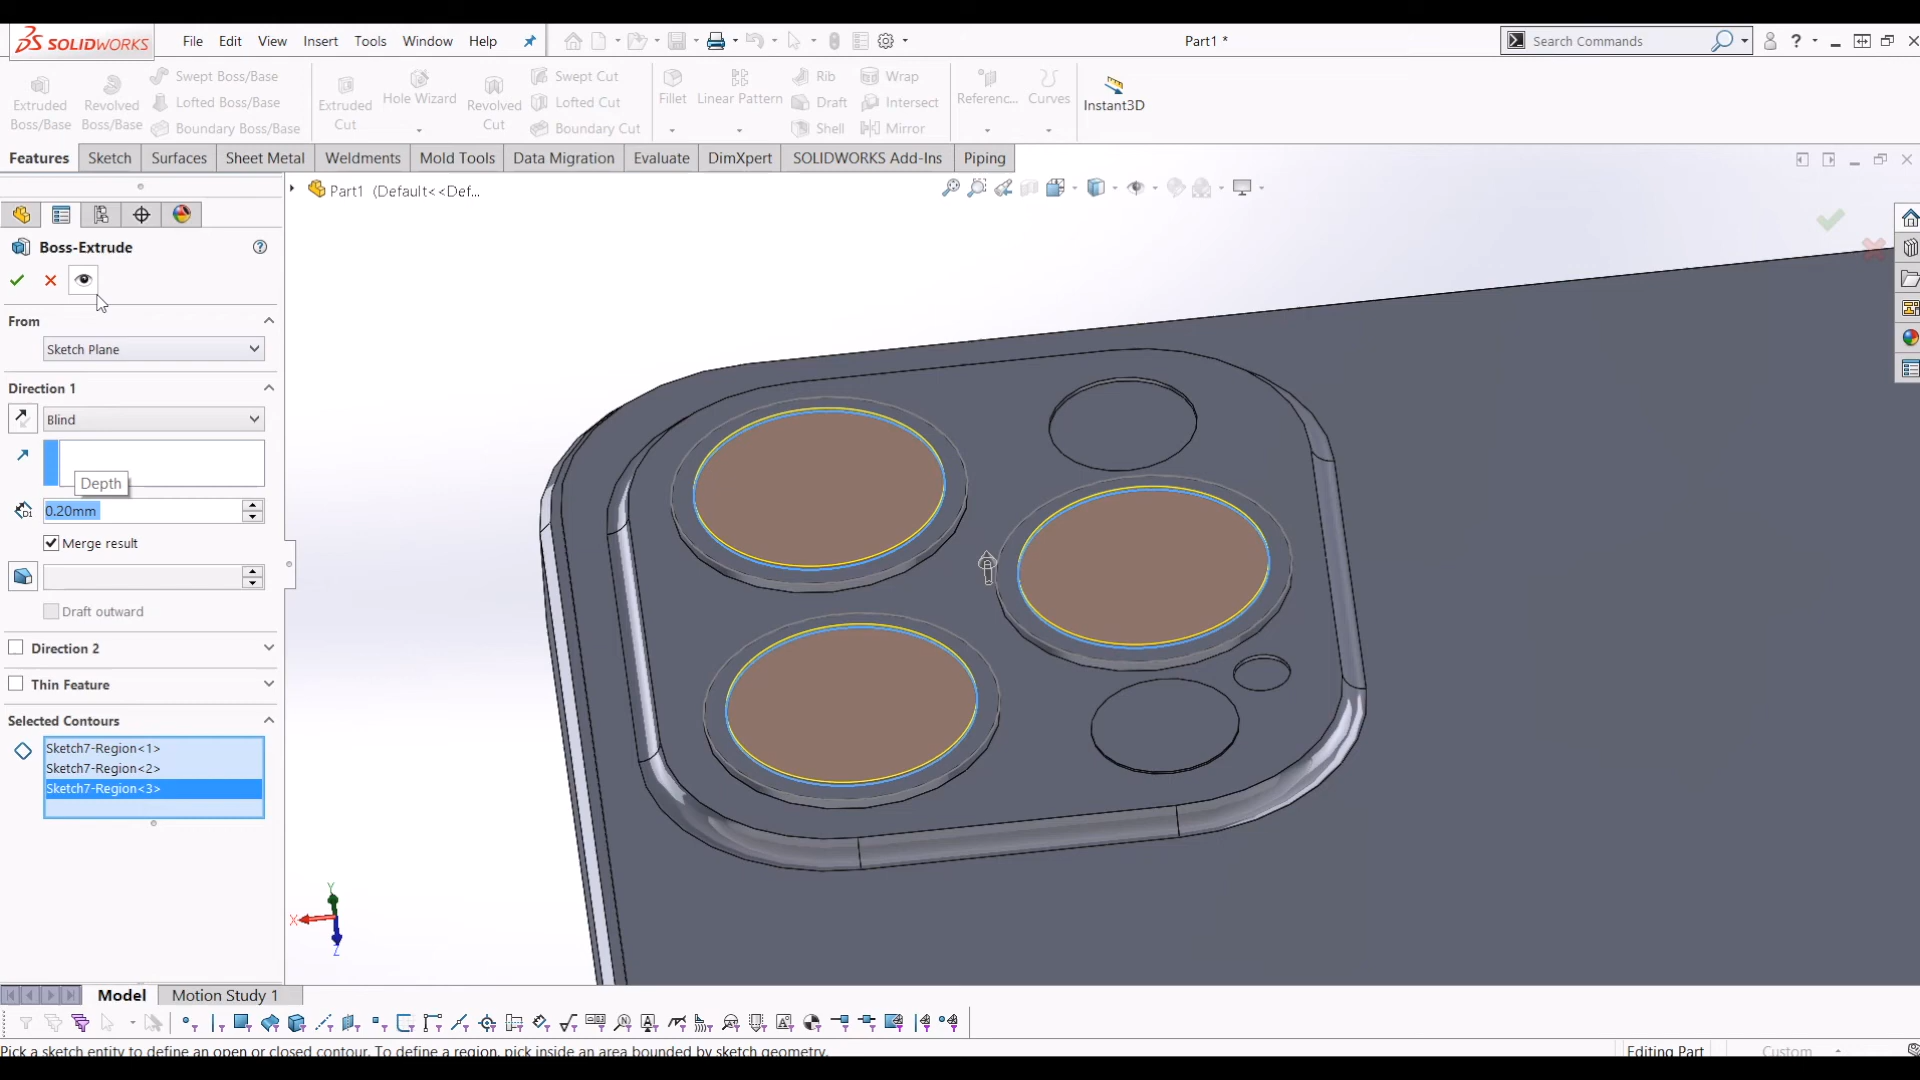 SOLIDWORKS
File Edit View Insert Tools Window Help
Part1 *
Search Commands
Extruded Boss/Base
Revolved Boss/Base
Swept Boss/Base
Lofted Boss/Base
Boundary Boss/Base
Extruded Cut
Hole Wizard
Revolved Cut
Swept Cut
Lofted Cut
Boundary Cut
Fillet
Linear Pattern
Rib
Draft
Shell
Wrap
Intersect
Mirror
Referenc...
Curves
Instant3D
Features Sketch Surfaces Sheet Metal Weldments Mold Tools Data Migration Evaluate DimXpert SOLIDWORKS Add-Ins Piping
Part1 (Default<<Def...
Boss-Extrude
From
Sketch Plane
Direction 1
Blind
Depth
0.20mm
Merge result
Draft outward
Direction 2
Thin Feature
Selected Contours
Sketch7-Region<1>
Sketch7-Region<2>
Sketch7-Region<3>
Y
X
Z
Model Motion Study 1
Pick a sketch entity to define an open or closed contour. To define a region, pick inside an area bounded by sketch geometry.
Editing Part
Custom